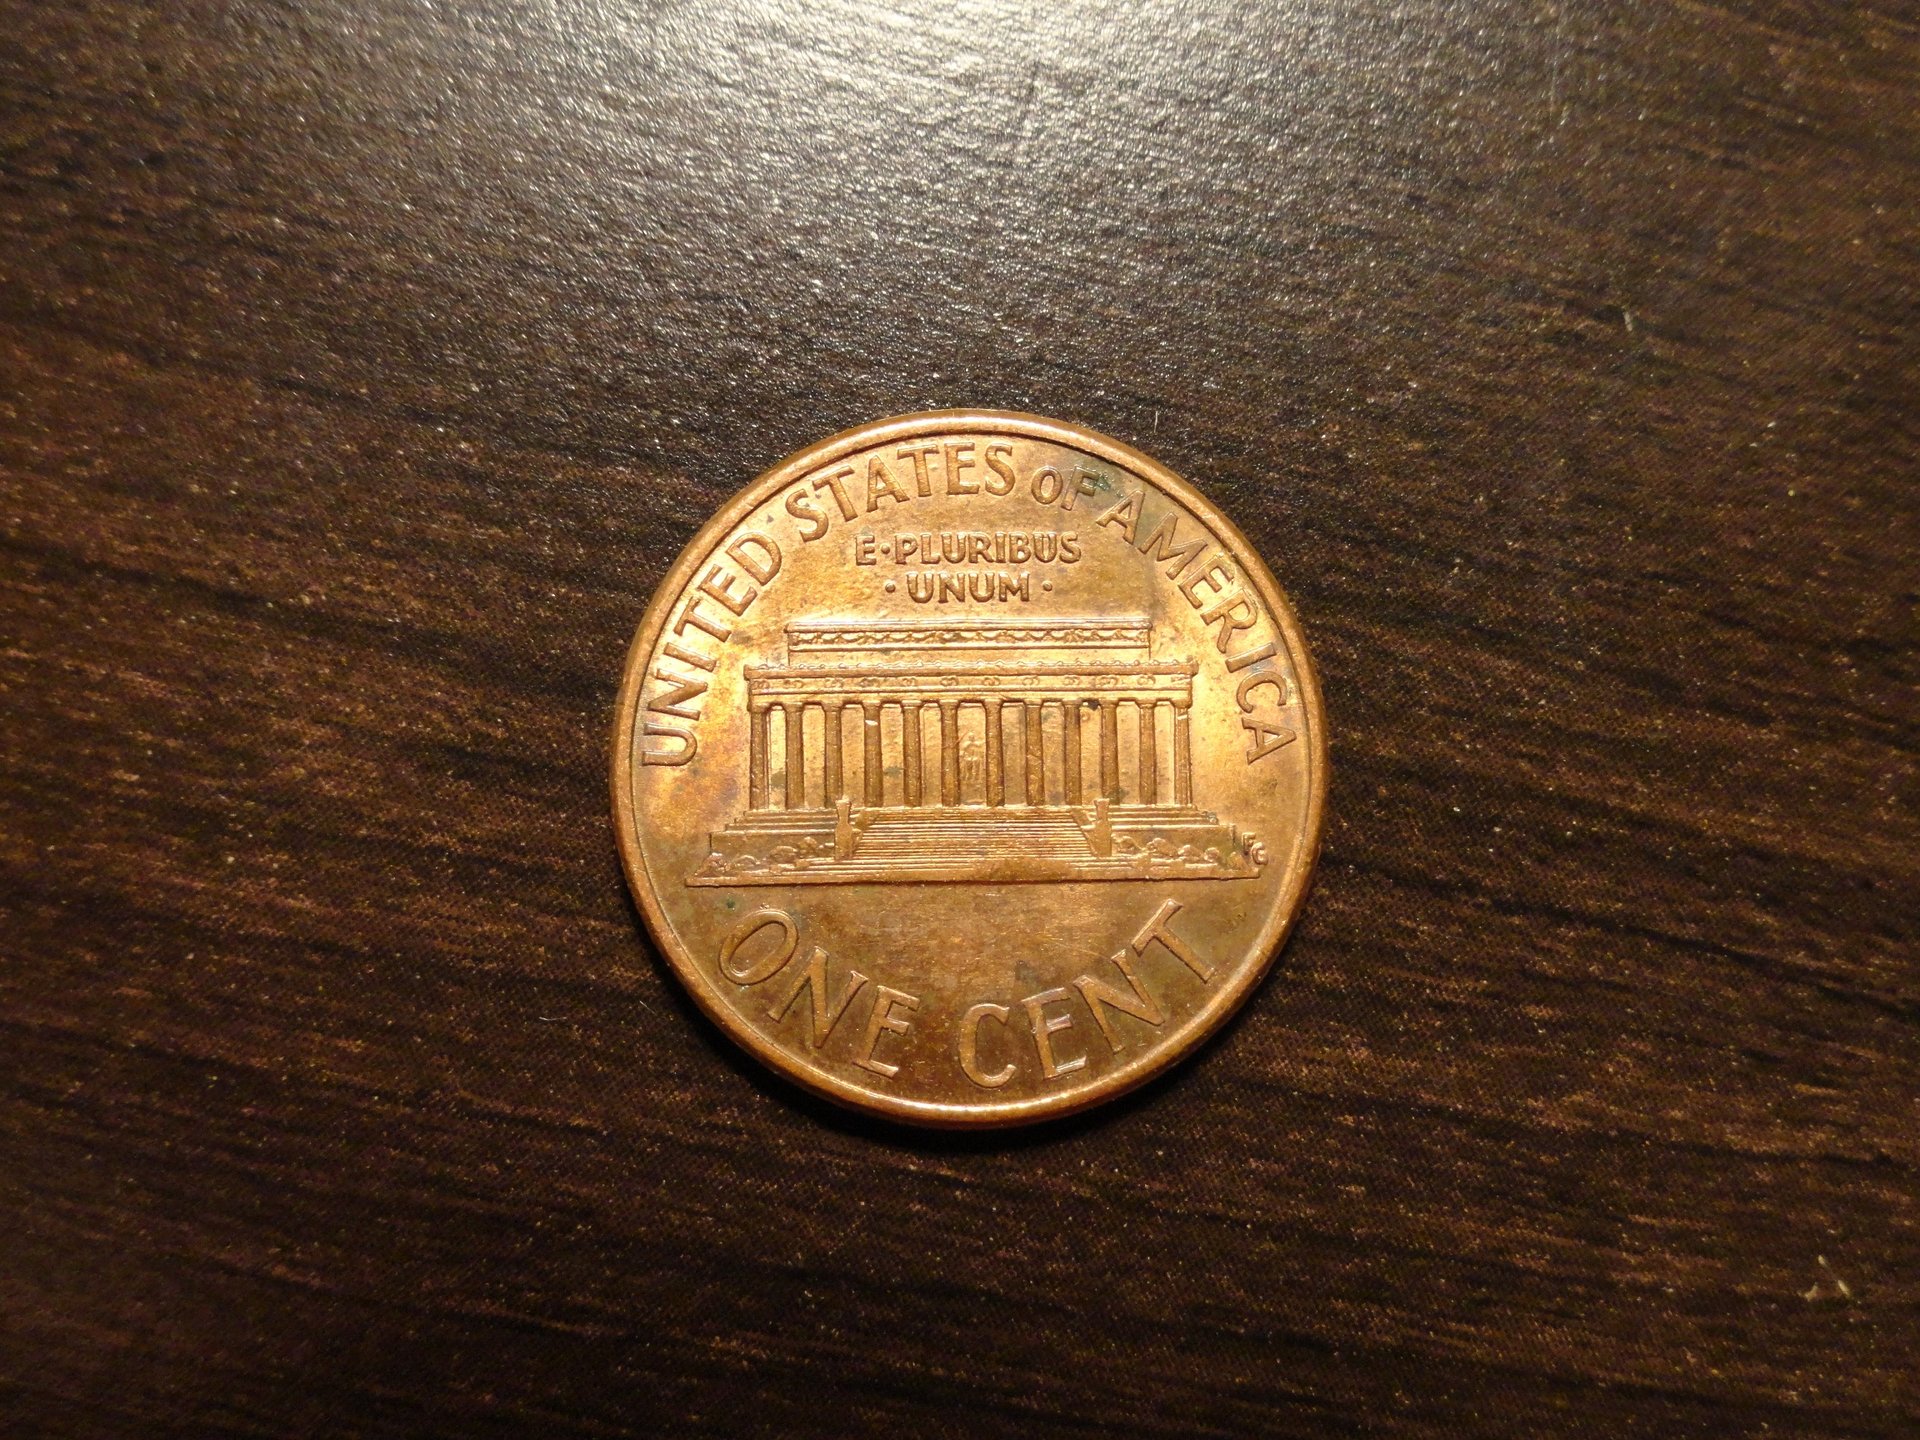 UNITED STATES OF AMERICA
E·PLURIBUS
·UNUM·
FG
ONE CENT